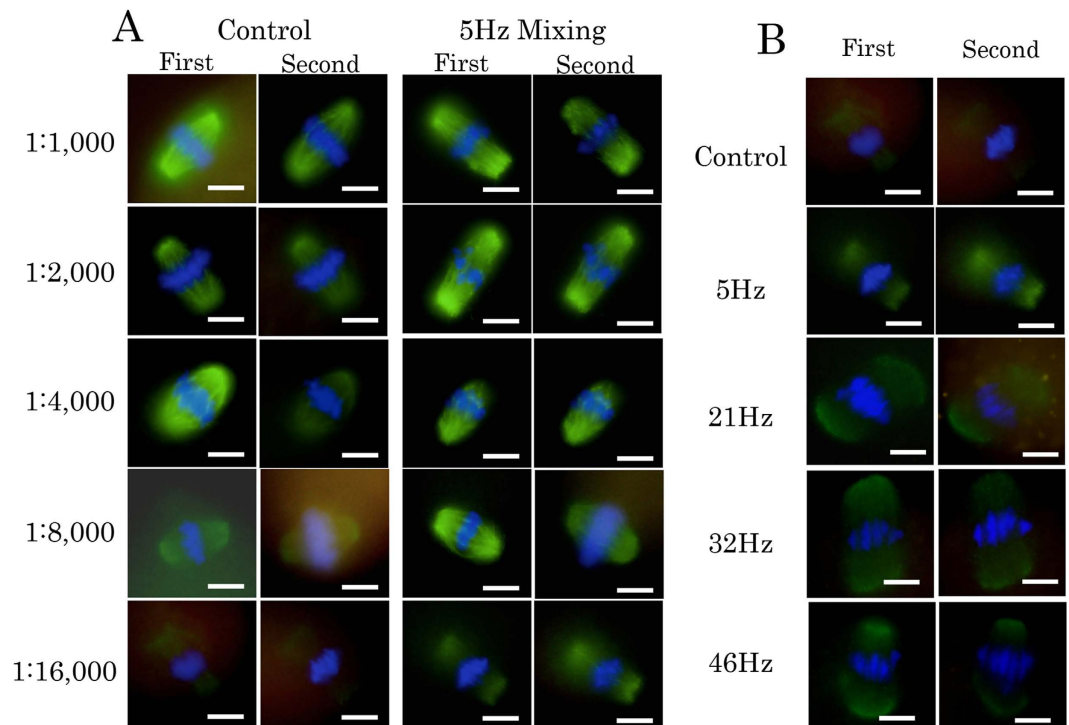 A
Control
5Hz Mixing
First
Second
First
Second
1:1,000
1:2,000
1:4,000
1:8,000
1:16,000
B
First
Second
Control
5Hz
21Hz
32Hz
46Hz